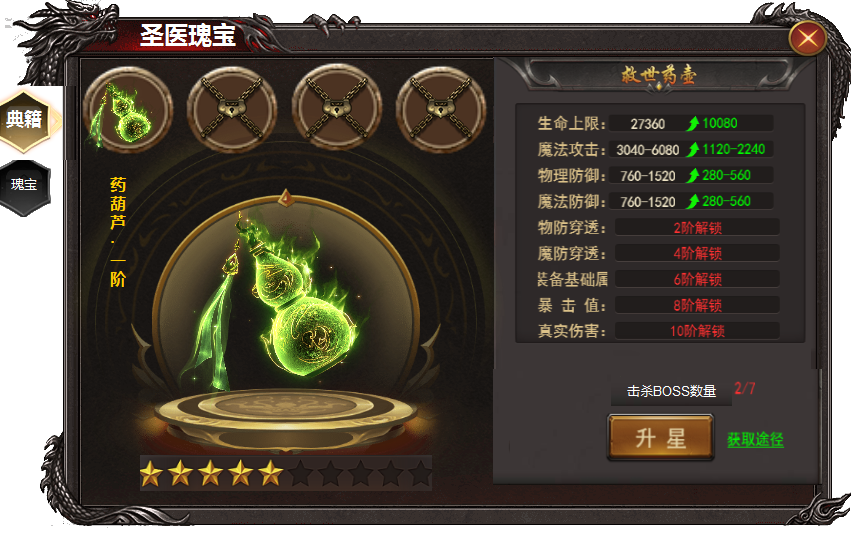 圣医瑰宝
典籍
瑰宝
药葫芦·一阶
4
救世药壶
生命上限: 27360 10080
魔法攻击: 3040-6080 1120-2240
物理防御: 760-1520 280-560
魔法防御: 760-1520 280-560
物防穿透: 2阶解锁
魔防穿透: 4阶解锁
装备基础属 6阶解锁
暴击值: 8阶解锁
真实伤害: 10阶解锁
击杀BOSS数量 2/7
升星
获取途径